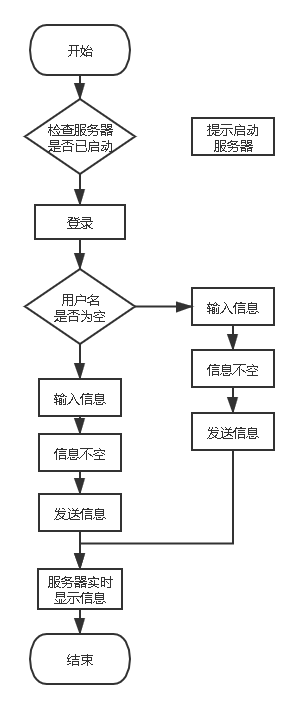 开始
检查服务器
是否已启动
提示启动
服务器
登录
用户名
是否为空
输入信息
信息不空
发送信息
输入信息
信息不空
发送信息
服务器实时
显示信息
结束